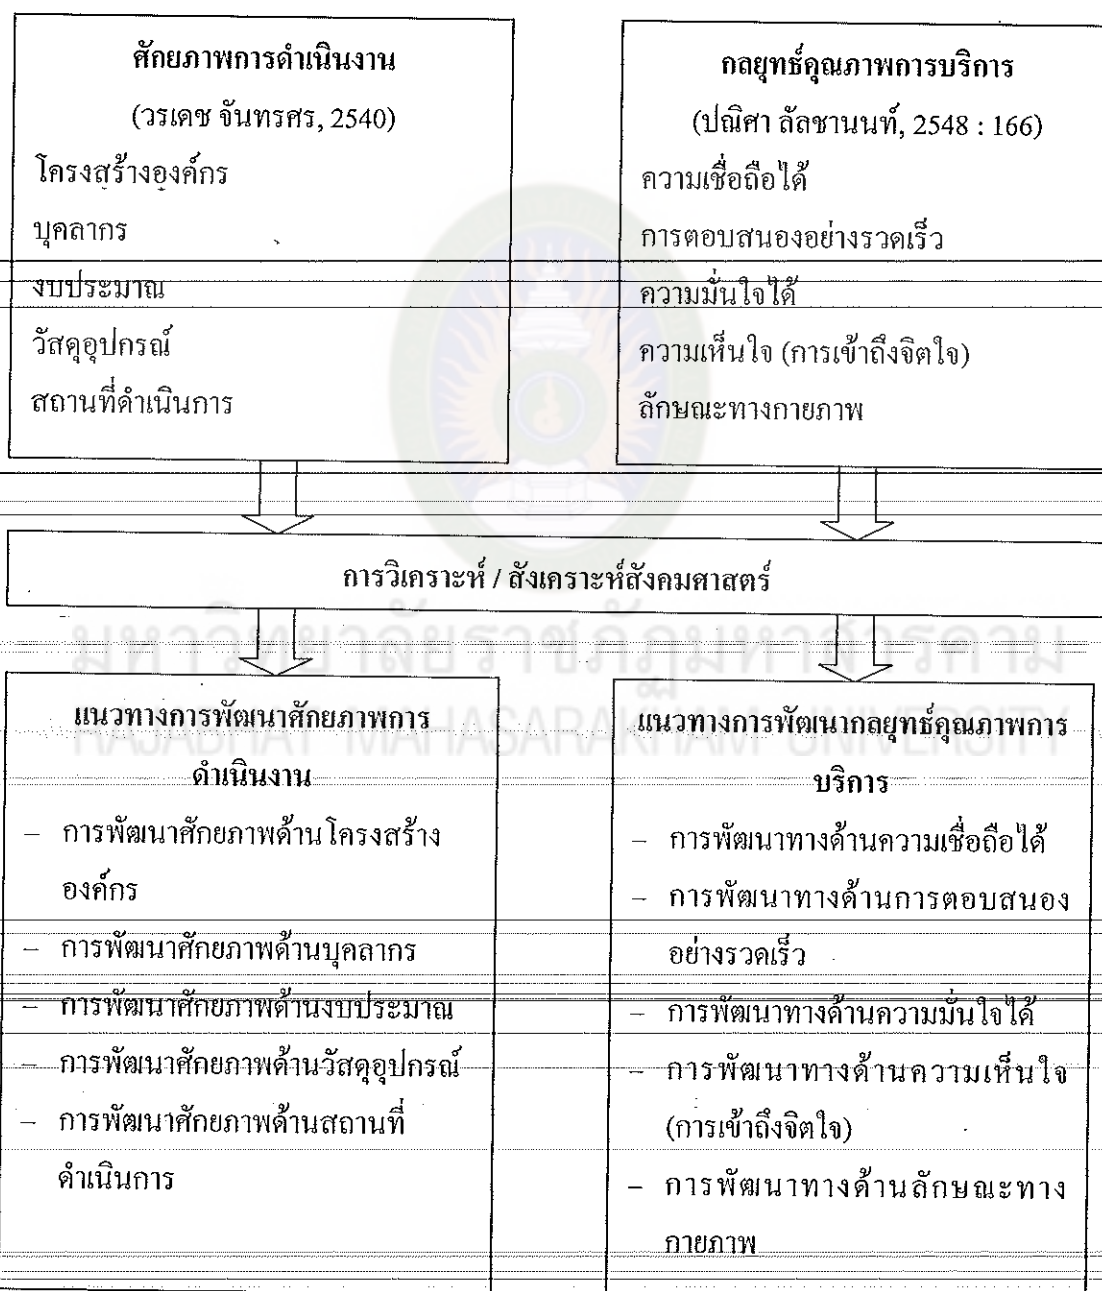 ศักยภาพการดำเนินงาน
(วรเดช จันทรศร, 2540)
โครงสร้างองค์กร
บุคลากร
งบประมาณ
วัสดุอุปกรณ์
สถานที่ดำเนินการ
กลยุทธ์คุณภาพการบริการ
(ปณิศา ลัลชานนท์, 2548 : 166)
ความเชื่อถือได้
การตอบสนองอย่างรวดเร็ว
ความมั่นใจได้
ความเห็นใจ (การเข้าถึงจิตใจ)
ลักษณะทางกายภาพ
การวิเคราะห์ / สังเคราะห์สังคมศาสตร์
มหาวิทยาลัยราชภัฏมหาสารคาม
RAJABHAT MAHASARAKHAM UNIVERSITY
แนวทางการพัฒนาศักยภาพการ
ดำเนินงาน
– การพัฒนาศักยภาพด้านโครงสร้าง
องค์กร
– การพัฒนาศักยภาพด้านบุคลากร
– การพัฒนาศักยภาพด้านงบประมาณ
– การพัฒนาศักยภาพด้านวัสดุอุปกรณ์
– การพัฒนาศักยภาพด้านสถานที่
ดำเนินการ
แนวทางการพัฒนากลยุทธ์คุณภาพการ
บริการ
– การพัฒนาทางด้านความเชื่อถือได้
– การพัฒนาทางด้านการตอบสนอง
อย่างรวดเร็ว
– การพัฒนาทางด้านความมั่นใจได้
– การพัฒนาทางด้านความเห็นใจ
(การเข้าถึงจิตใจ)
– การพัฒนาทางด้านลักษณะทาง
กายภาพ